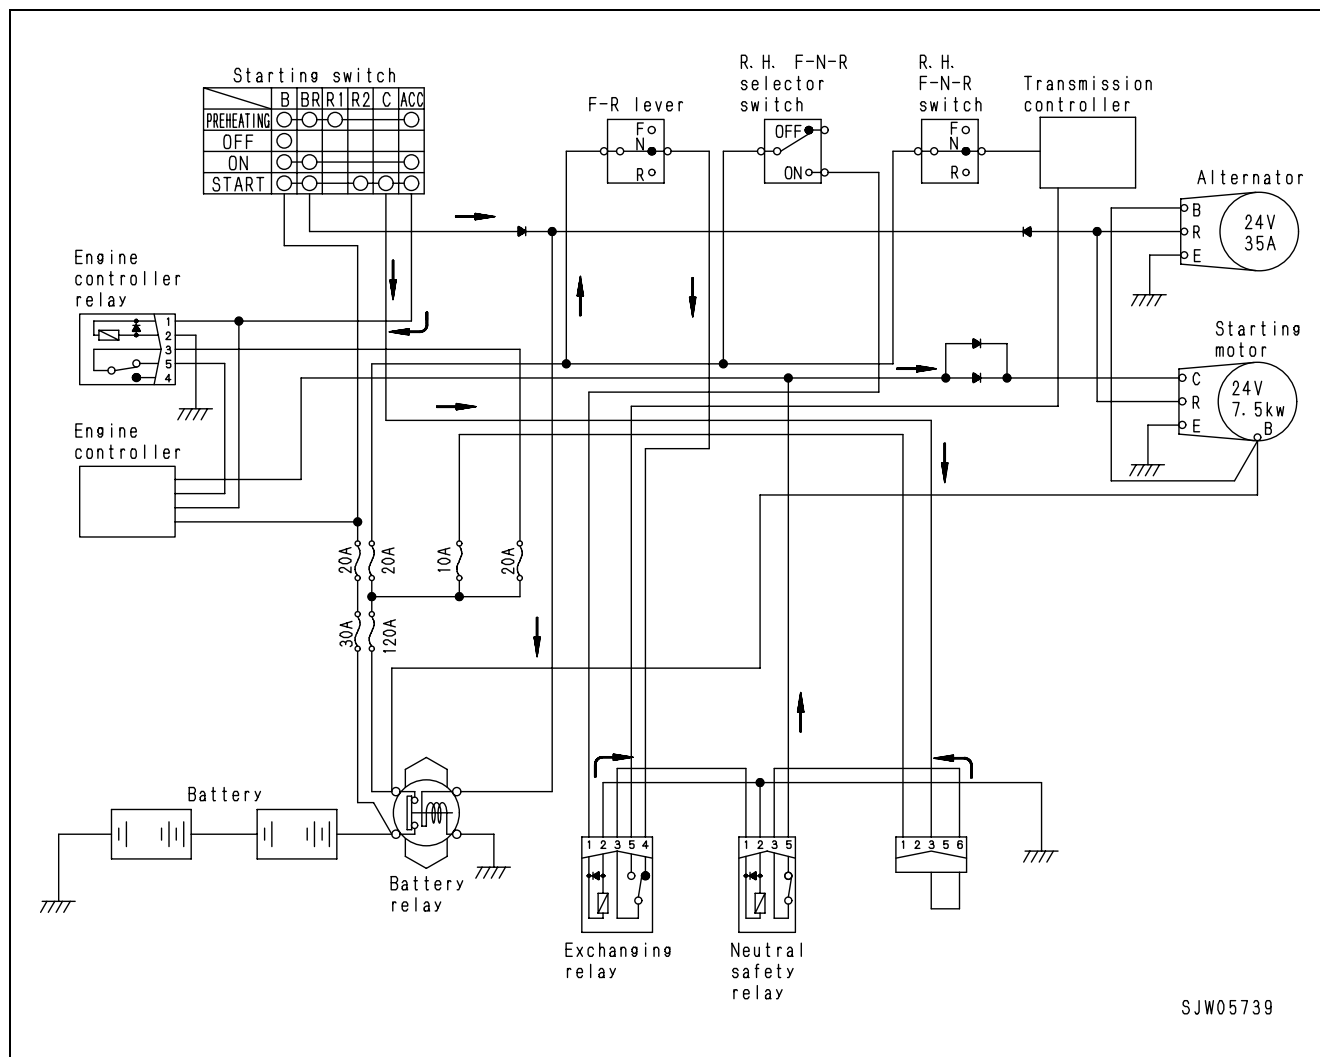 Starting switch
B BR R1 R2 C ACC
PREHEATING
OFF
ON
START
F-R lever
F
N
R
R. H. F-N-R
selector
switch
OFF
ON
R. H.
F-N-R
switch
F
N
R
Transmission
controller
Alternator
B
R
E
24V
35A
Engine
controller
relay
1
2
3
5
4
Starting
motor
C
R
E
24V
7. 5kw
B
Engine
controller
20A
20A
10A
20A
30A
120A
Battery
Battery
relay
1 2 3 5 4
Exchanging
relay
1 2 3 5
Neutral
safety
relay
1 2 3 5 6
SJW05739